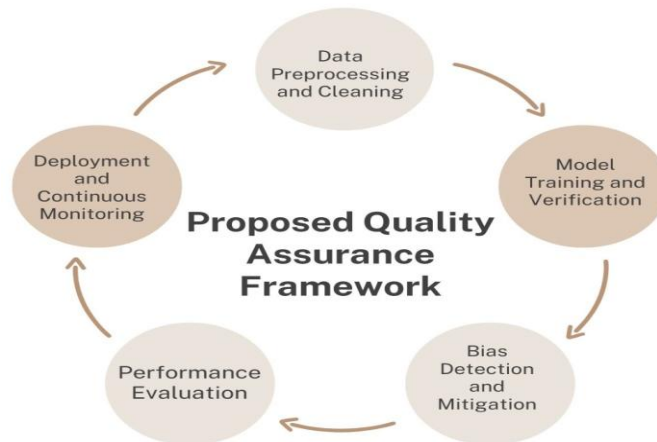 Data
Preprocessing
and Cleaning
Model
Training and
Verification
Bias
Detection
and
Mitigation
Performance
Evaluation
Deployment
and
Continuous
Monitoring
Proposed Quality
Assurance
Framework